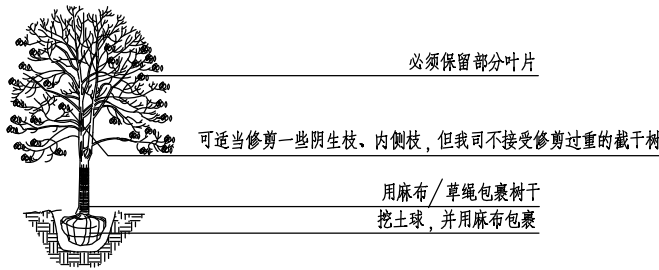 必须保留部分叶片
可适当修剪一些阴生枝、内侧枝，但我司不接受修剪过重的截干树
用麻布/草绳包裹树干
挖土球，并用麻布包裹